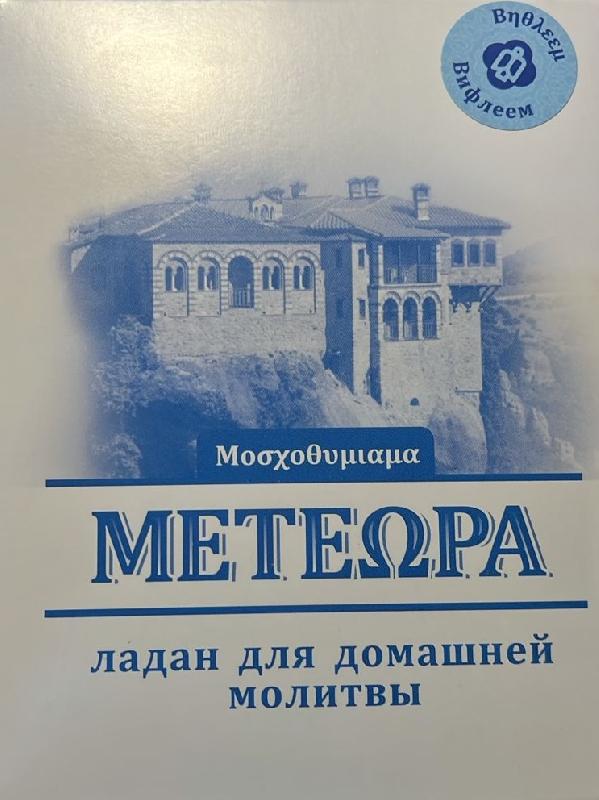 Βηθλεεμ
Вифлеем
Μοσχοθυμιαμα
ΜΕΤΕΩΡΑ
ладан для домашней
молитвы